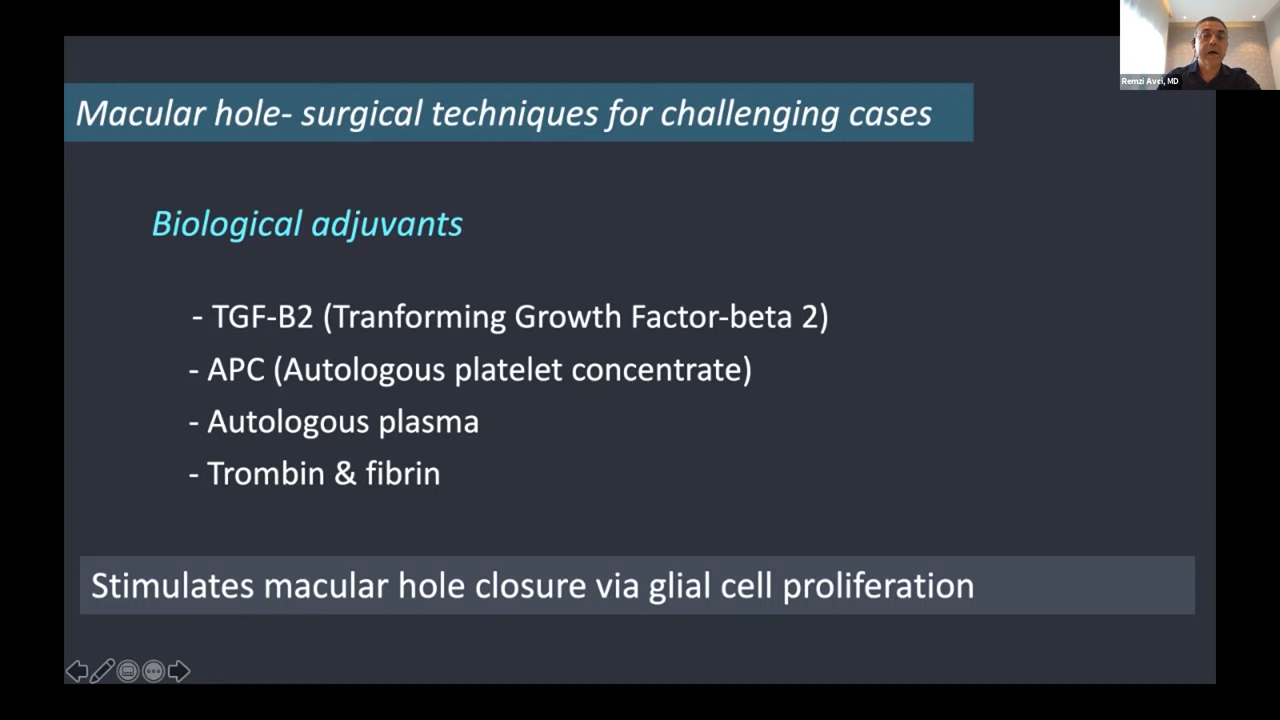 Remzi Avci, MD
Macular hole- surgical techniques for challenging cases
Biological adjuvants
- TGF-B2 (Tranforming Growth Factor-beta 2)
- APC (Autologous platelet concentrate)
- Autologous plasma
- Trombin & fibrin
Stimulates macular hole closure via glial cell proliferation